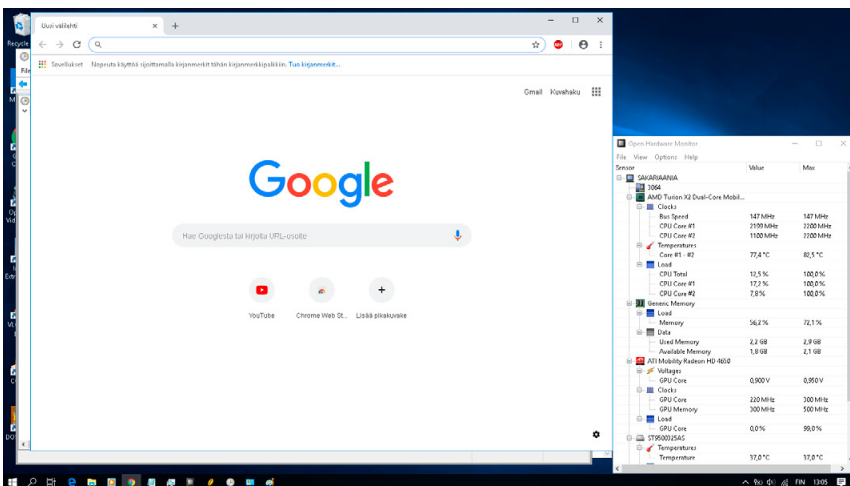 Uusi välilehti
Sovellukset Nopeuta käyttöä sijoittamalla kirjanmerkit tähän kirjanmerkkipalkkiin. Tuo kirjanmerkit...
Gmail Kuvahaku
Google
Hae Googlesta tai kirjoita URL-osoite
YouTube
Chrome Web St...
Lisää pikakuvake
Recycle
File
Open Hardware Monitor
File View Options Help
Sensor Value Max
SAKARIAANIA
3064
AMD Turion X2 Dual-Core Mobil...
Clocks
Bus Speed 147 MHz 147 MHz
CPU Core #1 2199 MHz 2200 MHz
CPU Core #2 1100 MHz 2200 MHz
Temperatures
Core #1 - #2 77,4 °C 82,5 °C
Load
CPU Total 12,5 % 100,0 %
CPU Core #1 17,2 % 100,0 %
CPU Core #2 7,8 % 100,0 %
Generic Memory
Load
Memory 56,2 % 72,1 %
Data
Used Memory 2,2 GB 2,9 GB
Available Memory 1,8 GB 2,1 GB
ATI Mobility Radeon HD 4650
Voltages
GPU Core 0,900 V 0,950 V
Clocks
GPU Core 220 MHz 300 MHz
GPU Memory 300 MHz 500 MHz
Load
GPU Core 0,0 % 99,0 %
ST9500325AS
Temperatures
Temperature 37,0 °C 37,0 °C
FIN 13:05